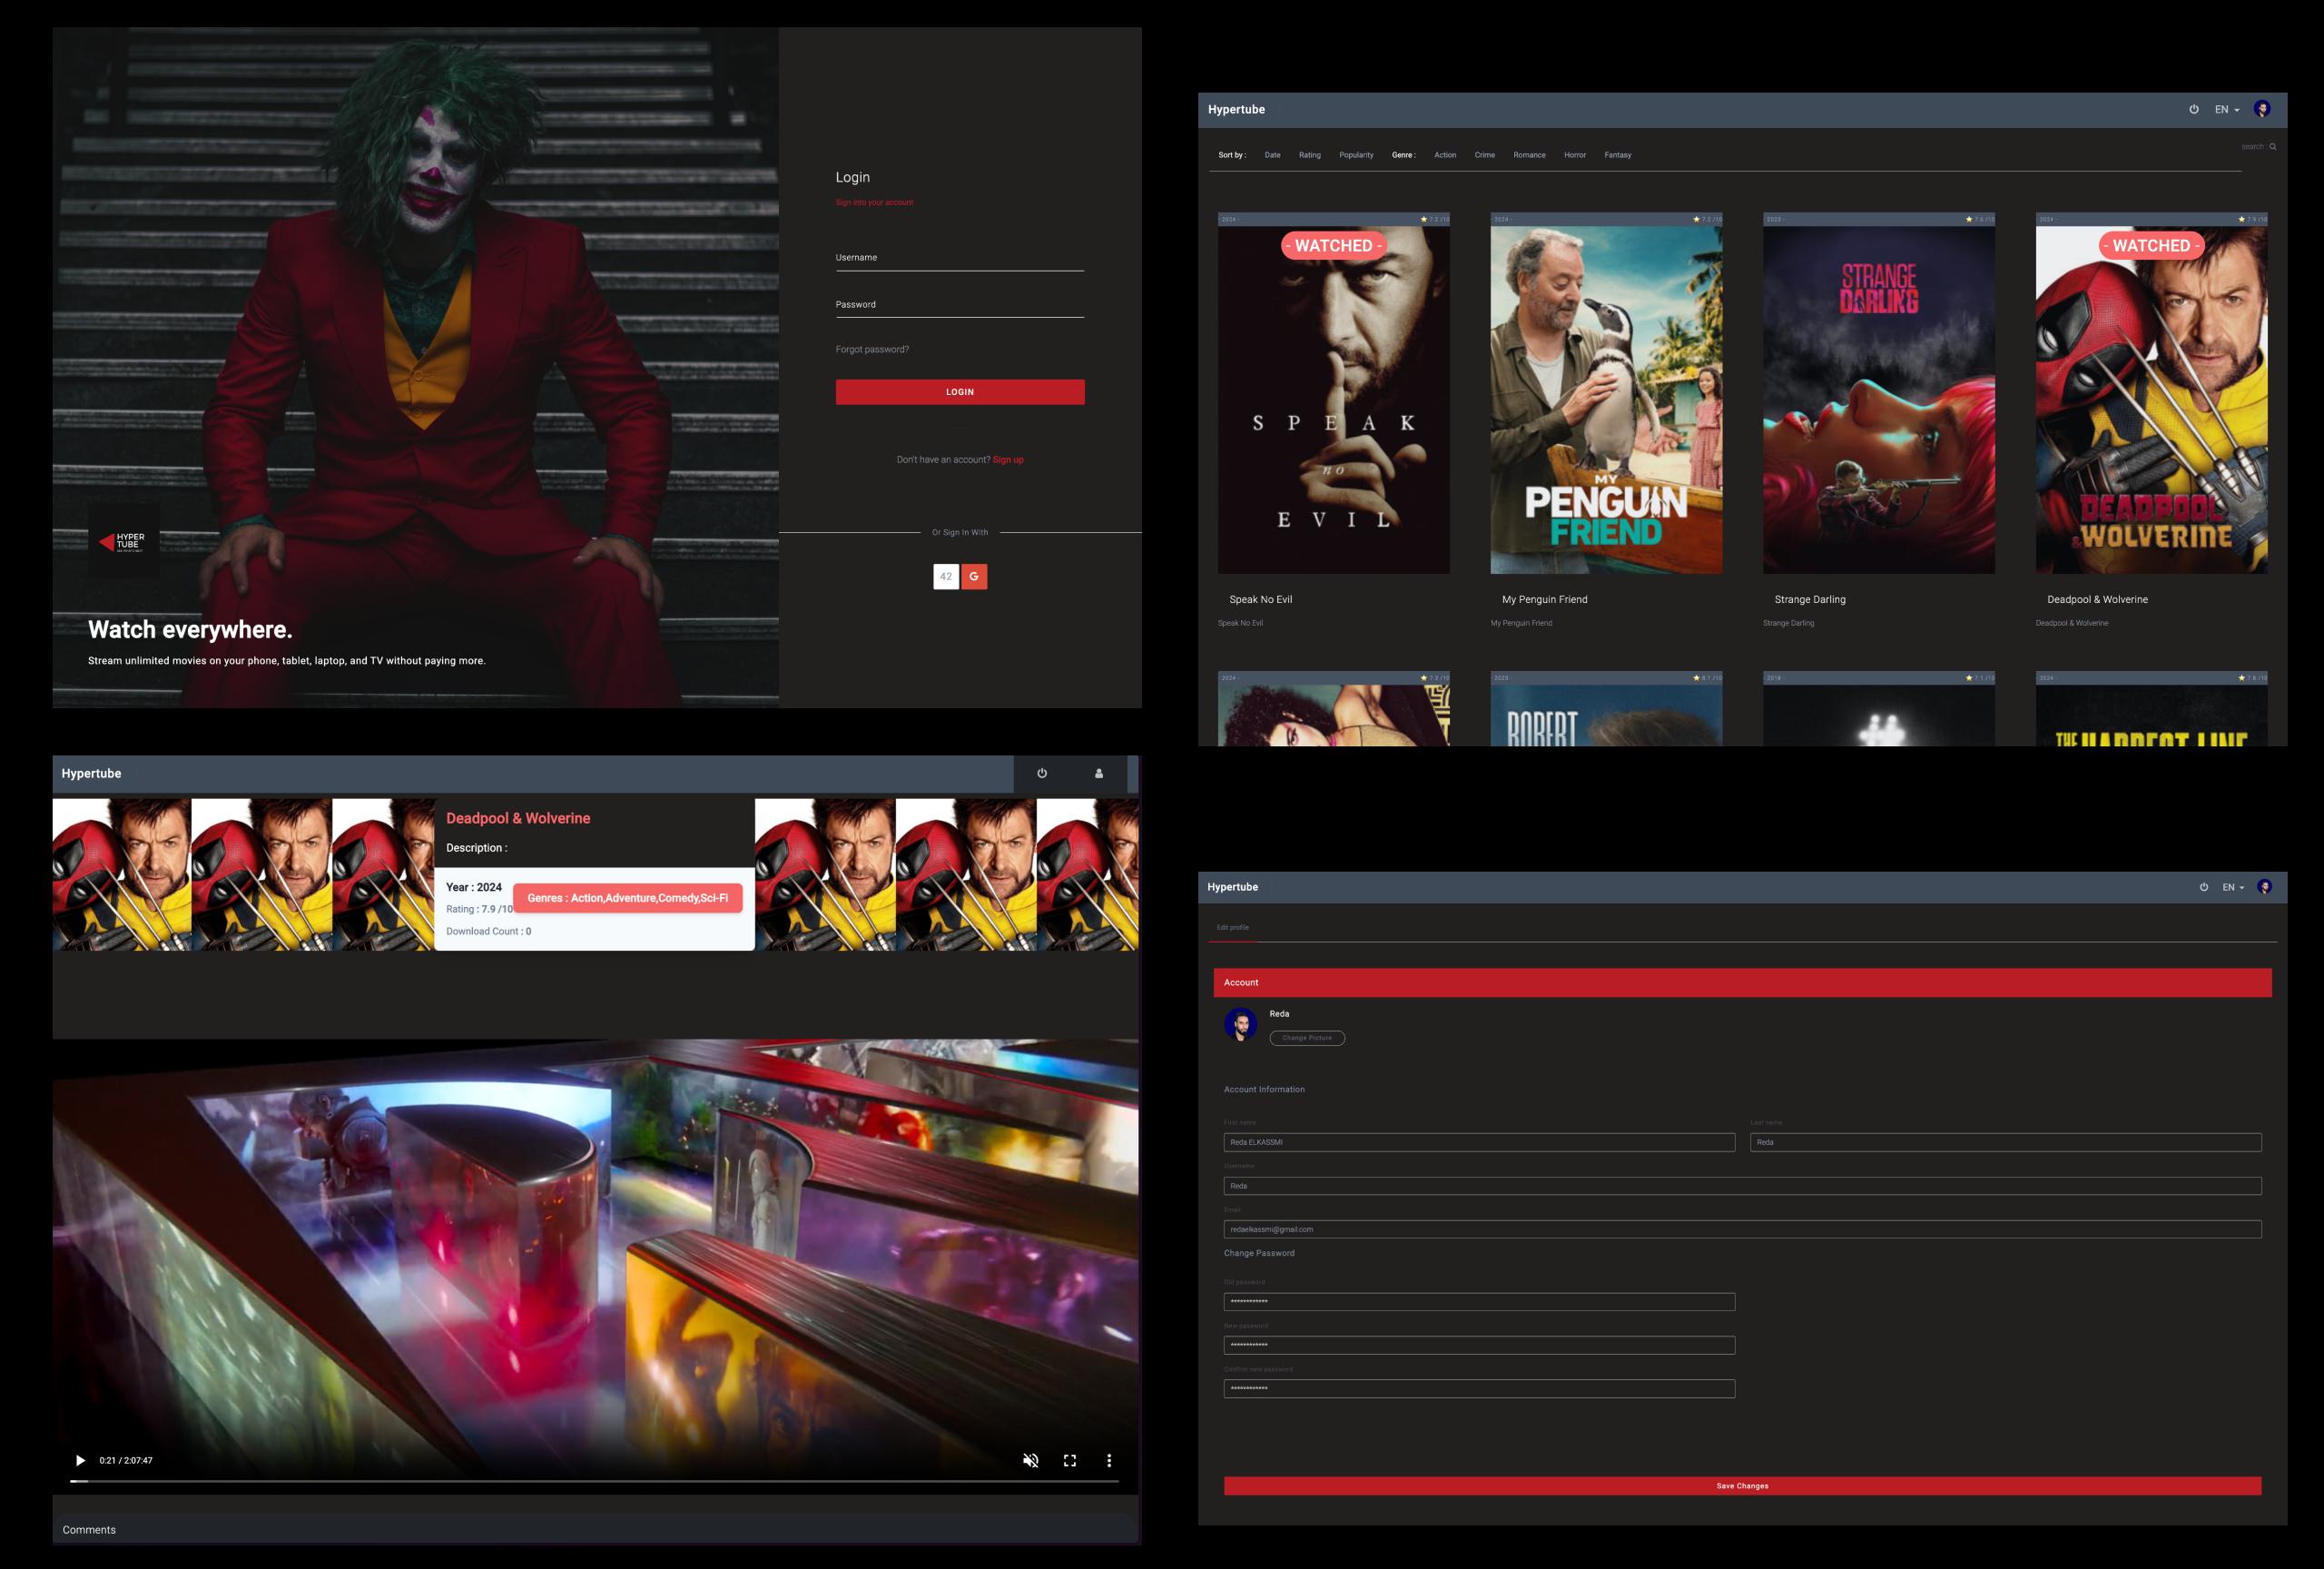 Login
Sign into your account
Username
Password
Forgot password?
LOGIN
Don't have an account? Sign up
Or Sign In With
42 G
HYPER
TUBE
Watch everywhere.
Stream unlimited movies on your phone, tablet, laptop, and TV without paying more.
Hypertube
EN
Sort by : Date Rating Popularity Genre : Action Crime Romance Horror Fantasy
search :
- 2024 - 7.2 /10
- WATCHED -
SPEAK
no
EVIL
Speak No Evil
Speak No Evil
- 2024 - 7.2 /10
MY
PENGUIN
FRIEND
My Penguin Friend
My Penguin Friend
- 2023 - 7.0 /10
STRANGE
DARLING
Strange Darling
Strange Darling
- 2024 - 7.9 /10
- WATCHED -
DEADPOOL
& WOLVERINE
Deadpool & Wolverine
Deadpool & Wolverine
- 2024 - 7.3 /10
- 2023 - 8.1 /10
ROBERT
- 2018 7.1 /10
#
- 2024 - 7.8 /10
THE HARDEST LINE
Hypertube
Deadpool & Wolverine
Description :
Year : 2024
Genres : Action,Adventure,Comedy,Sci-Fi
Rating : 7.9 /10
Download Count : 0
0:21 / 2:07:47
Comments
Hypertube
EN
Edit profile
Account
Reda
Change Picture
Account Information
First name Last name
Reda ELKASSMI Reda
Username
Reda
Email
redaelkassmi@gmail.com
Change Password
Old password
************
New password
************
Confirm new password
************
Save Changes